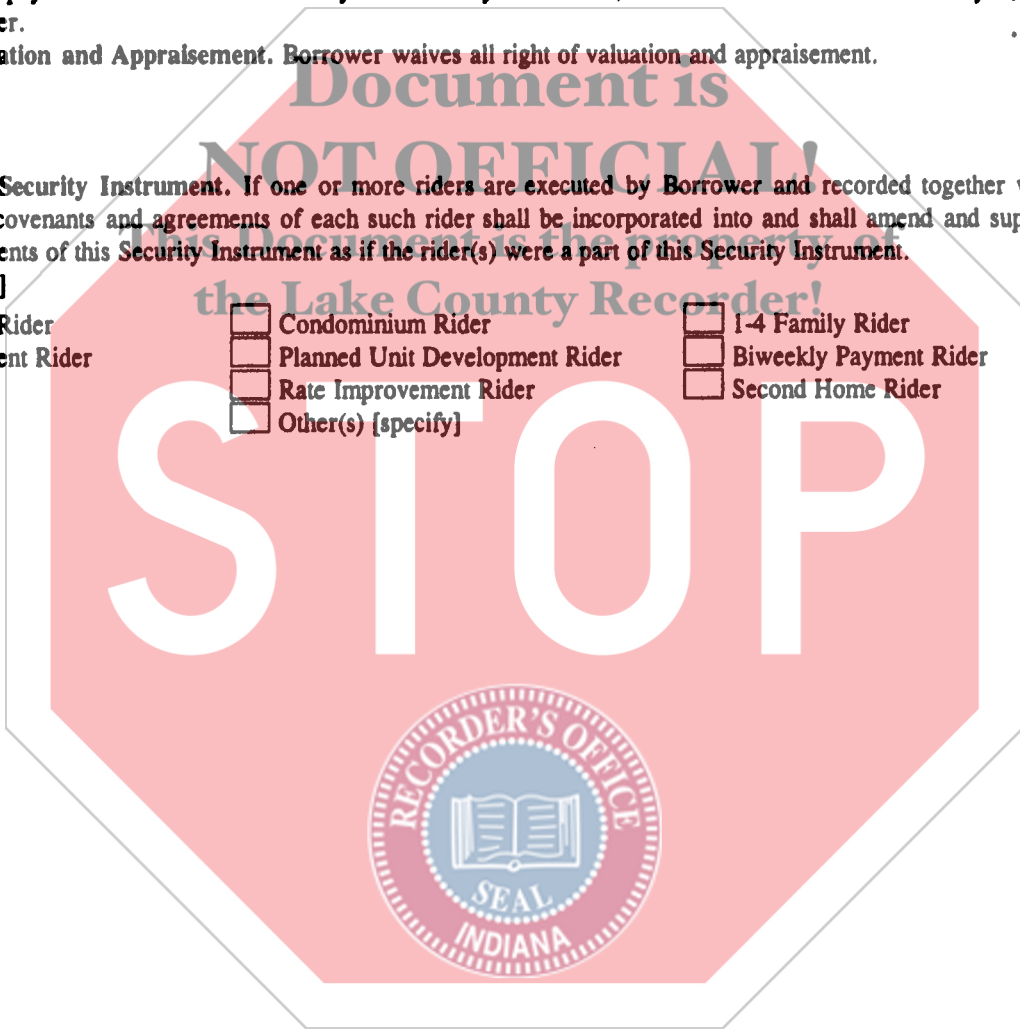 er.
ation and Appraisement. Borrower waives all right of valuation and appraisement.
Document is
NOT OFFICIAL!
Security Instrument. If one or more riders are executed by Borrower and recorded together
covenants and agreements of each such rider shall be incorporated into and shall amend and sup
This Document is the property of
ents of this Security Instrument as if the rider(s) were a part of this Security Instrument.
]
the Lake County Recorder!
Rider Condominium Rider 1-4 Family Rider
ent Rider Planned Unit Development Rider Biweekly Payment Rider
Rate Improvement Rider Second Home Rider
Other(s) [specify]
STOP
RECORDER'S OFFICE
SEAL
INDIANA